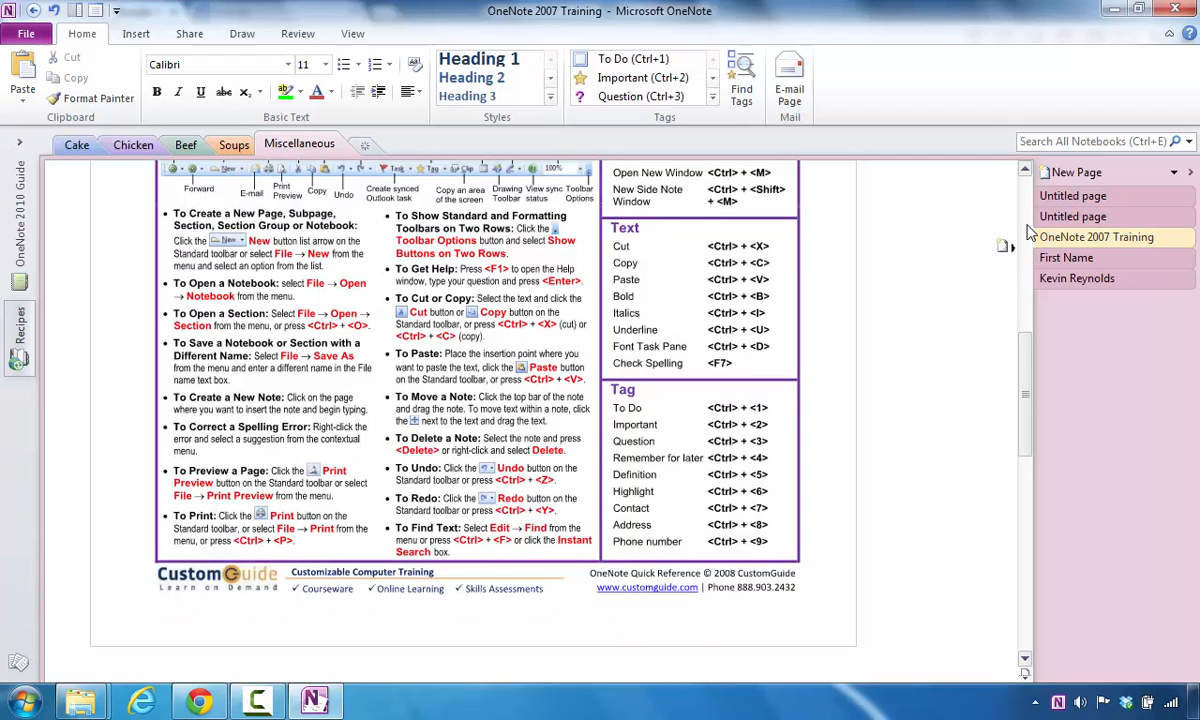 OneNote 2007 Training - Microsoft OneNote
File Home Insert Share Draw Review View
Paste
Cut
Copy
Format Painter
Clipboard
Calibri 11
B I U abc X₂ A
Basic Text
Heading 1
Heading 2
Heading 3
Styles
To Do (Ctrl+1)
Important (Ctrl+2)
Question (Ctrl+3)
Tags
Find
Tags
E-mail
Page
Mail
Cake Chicken Beef Soups Miscellaneous
Search All Notebooks (Ctrl+E)
OneNote 2010 Guide
Recipes
New Page
Untitled page
Untitled page
OneNote 2007 Training
First Name
Kevin Reynolds
New Task Tag Clip 100%
Forward
E-mail
Print
Preview
Copy
Undo
Create synced
Outlook task
Copy an area
of the screen
Drawing
Toolbar
View sync
status
Toolbar
Options
• To Create a New Page, Subpage,
Section, Section Group or Notebook:
Click the New New button list arrow on the
Standard toolbar or select File → New from the
menu and select an option from the list.
• To Open a Notebook: select File → Open
→ Notebook from the menu.
• To Open a Section: Select File → Open →
Section from the menu, or press <Ctrl> + <O>.
• To Save a Notebook or Section with a
Different Name: Select File → Save As
from the menu and enter a different name in the File
name text box.
• To Create a New Note: Click on the page
where you want to insert the note and begin typing.
• To Correct a Spelling Error: Right-click the
error and select a suggestion from the contextual
menu.
• To Preview a Page: Click the Print
Preview button on the Standard toolbar or select
File → Print Preview from the menu.
• To Print: Click the Print button on the
Standard toolbar, or select File → Print from the
menu, or press <Ctrl> + <P>.
• To Show Standard and Formatting
Toolbars on Two Rows: Click the
Toolbar Options button and select Show
Buttons on Two Rows.
• To Get Help: Press <F1> to open the Help
window, type your question and press <Enter>.
• To Cut or Copy: Select the text and click the
Cut button or Copy button on the
Standard toolbar, or press <Ctrl> + <X> (cut) or
<Ctrl> + <C> (copy).
• To Paste: Place the insertion point where you
want to paste the text, click the Paste button
on the Standard toolbar, or press <Ctrl> + <V>.
• To Move a Note: Click the top bar of the note
and drag the note. To move text within a note, click
the next to the text and drag the text.
• To Delete a Note: Select the note and press
<Delete> or right-click and select Delete.
• To Undo: Click the Undo button on the
Standard toolbar or press <Ctrl> + <Z>.
• To Redo: Click the Redo button on the
Standard toolbar or press <Ctrl> + <Y>.
• To Find Text: Select Edit → Find from the
menu or press <Ctrl> + <F> or click the Instant
Search box.
Open New Window <Ctrl> + <M>
New Side Note <Ctrl> + <Shift>
Window + <M>
Text
Cut <Ctrl> + <X>
Copy <Ctrl> + <C>
Paste <Ctrl> + <V>
Bold <Ctrl> + <B>
Italics <Ctrl> + <I>
Underline <Ctrl> + <U>
Font Task Pane <Ctrl> + <D>
Check Spelling <F7>
Tag
To Do <Ctrl> + <1>
Important <Ctrl> + <2>
Question <Ctrl> + <3>
Remember for later <Ctrl> + <4>
Definition <Ctrl> + <5>
Highlight <Ctrl> + <6>
Contact <Ctrl> + <7>
Address <Ctrl> + <8>
Phone number <Ctrl> + <9>
CustomGuide
Learn on Demand
Customizable Computer Training
✓ Courseware ✓ Online Learning ✓ Skills Assessments
OneNote Quick Reference © 2008 CustomGuide
www.customguide.com | Phone 888.903.2432